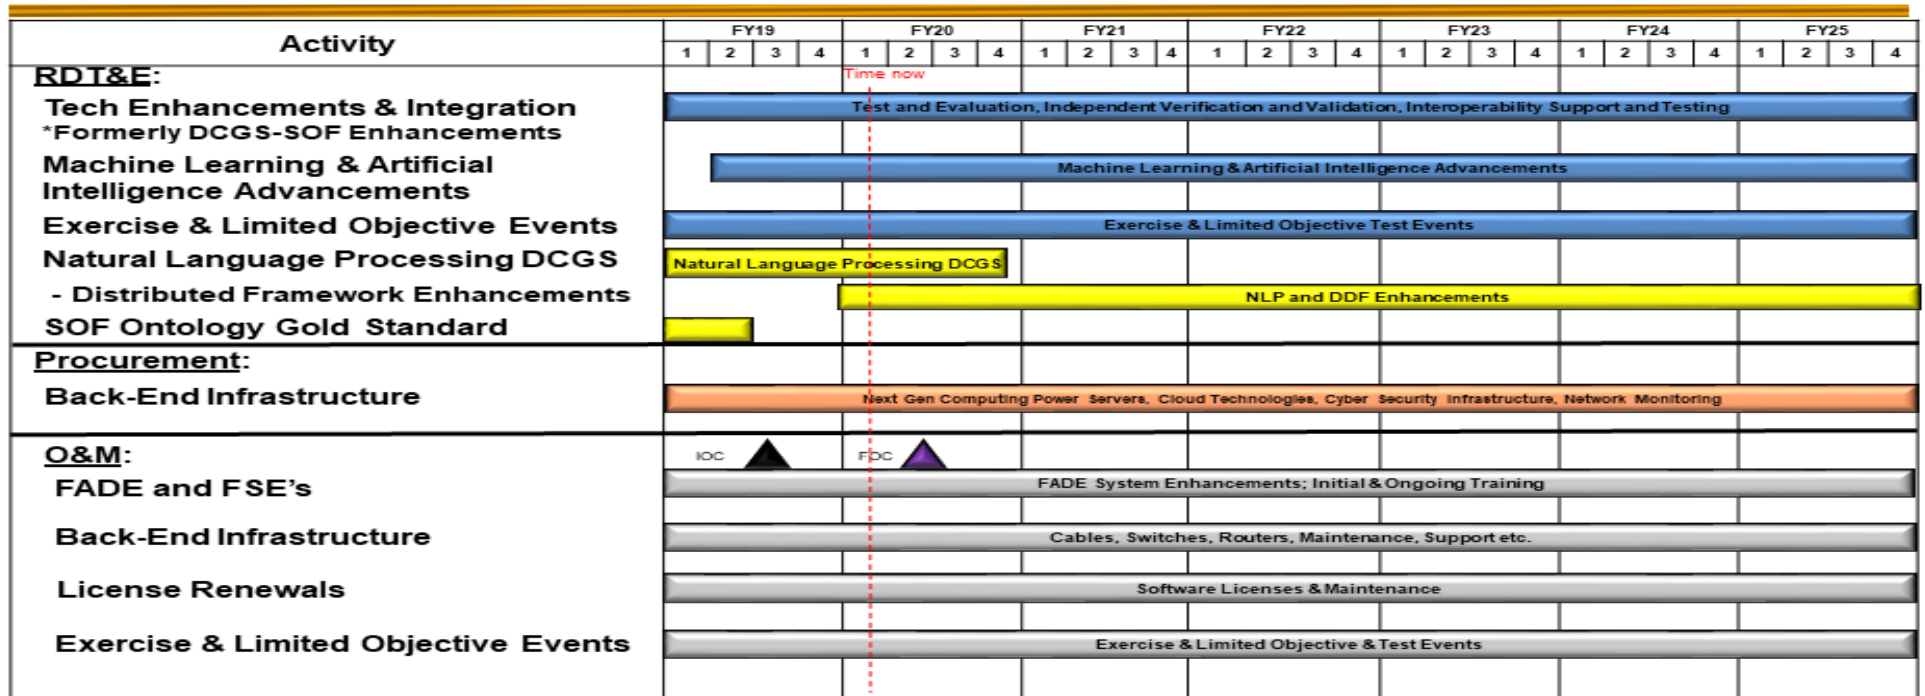 Activity
FY19 FY20 FY21 FY22 FY23 FY24 FY25
1 2 3 4 1 2 3 4 1 2 3 4 1 2 3 4 1 2 3 4 1 2 3 4 1 2 3 4
RDT&E:
Time now
Tech Enhancements & Integration
Test and Evaluation, Independent Verification and Validation, Interoperability Support and Testing
*Formerly DCGS-SOF Enhancements
Machine Learning & Artificial
Intelligence Advancements
Machine Learning & Artificial Intelligence Advancements
Exercise & Limited Objective Events
Exercise & Limited Objective Test Events
Natural Language Processing DCGS
Natural Language Processing DCGS
- Distributed Framework Enhancements
NLP and DDF Enhancements
SOF Ontology Gold Standard
Procurement:
Back-End Infrastructure
Next Gen Computing Power Servers, Cloud Technologies, Cyber Security Infrastructure, Network Monitoring
O&M:
IOC
FOC
FADE and FSE's
FADE System Enhancements; Initial & Ongoing Training
Back-End Infrastructure
Cables, Switches, Routers, Maintenance, Support etc.
License Renewals
Software Licenses & Maintenance
Exercise & Limited Objective Events
Exercise & Limited Objective & Test Events